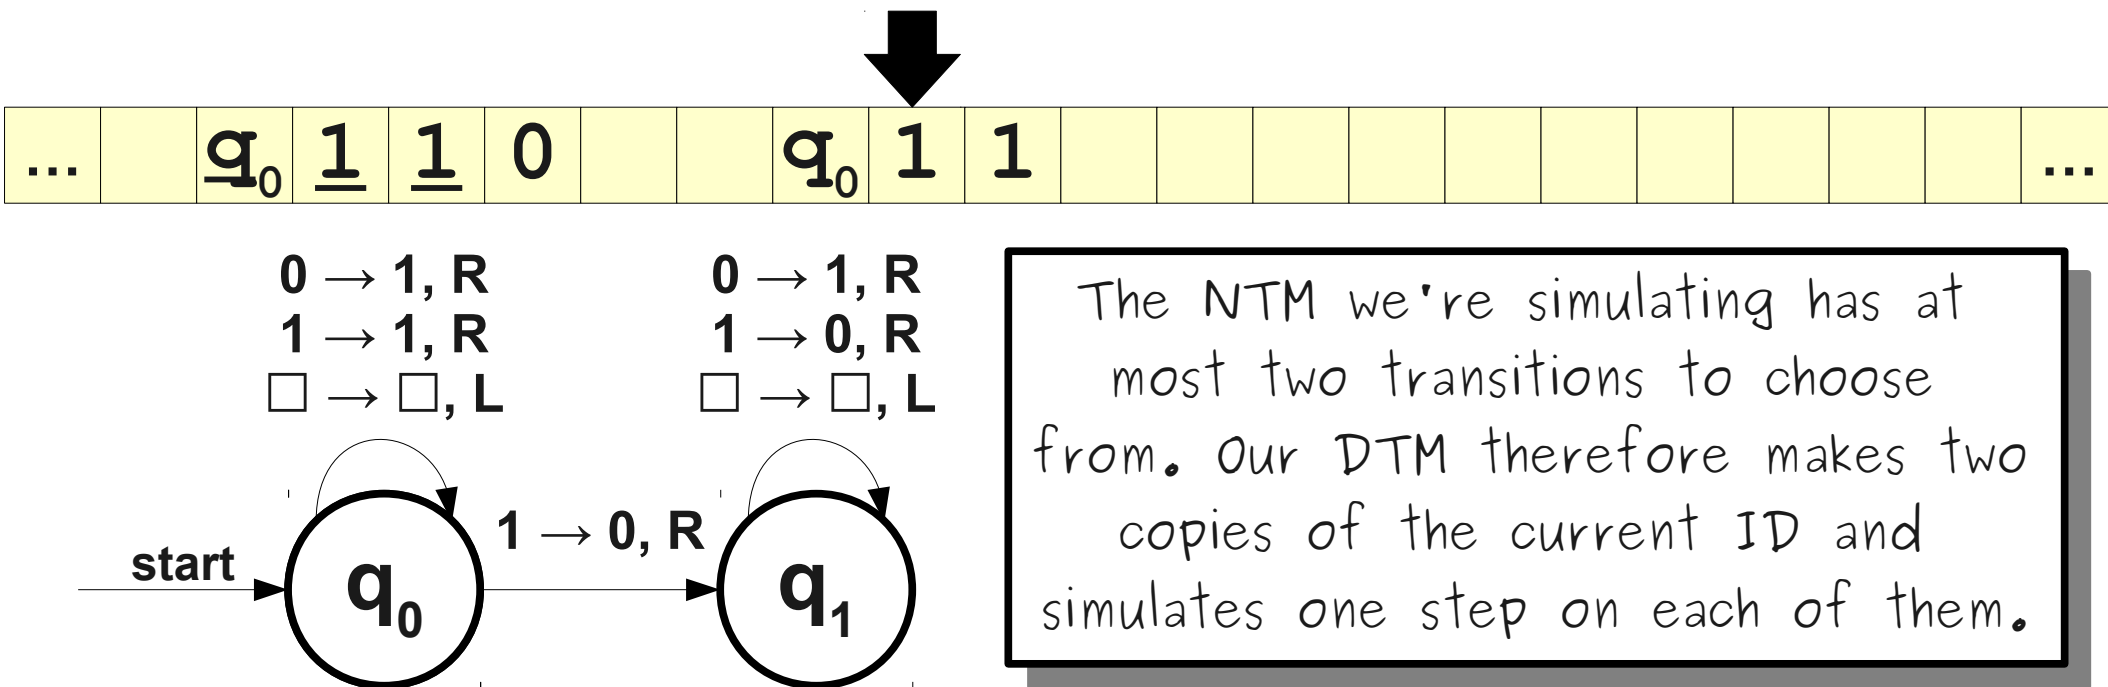 ... q₀ 1 1 0 q₀ 1 1 ...
0 → 1, R
1 → 1, R
□ → □, L
0 → 1, R
1 → 0, R
□ → □, L
start
q₀
1 → 0, R
q₁
The NTM we're simulating has at
most two transitions to choose
from. Our DTM therefore makes two
copies of the current ID and
simulates one step on each of them.